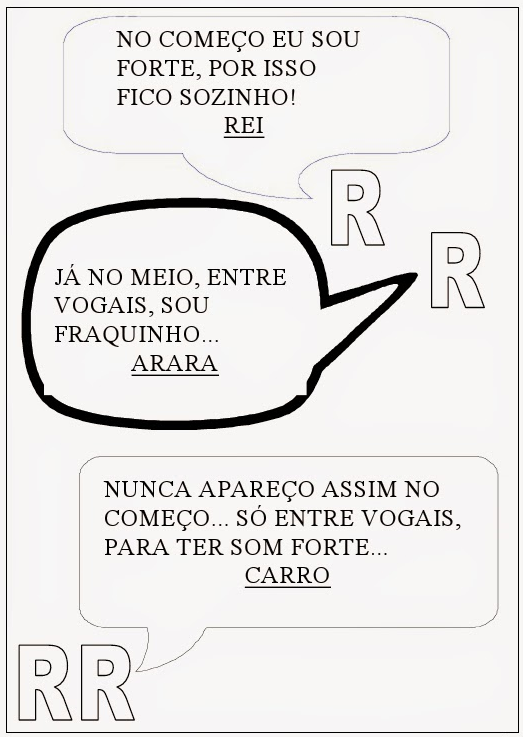 NO COMEÇO EU SOU
FORTE, POR ISSO
FICO SOZINHO!
REI
R
R
JÁ NO MEIO, ENTRE
VOGAIS, SOU
FRAQUINHO...
ARARA
NUNCA APAREÇO ASSIM NO
COMEÇO... SÓ ENTRE VOGAIS,
PARA TER SOM FORTE...
CARRO
RR